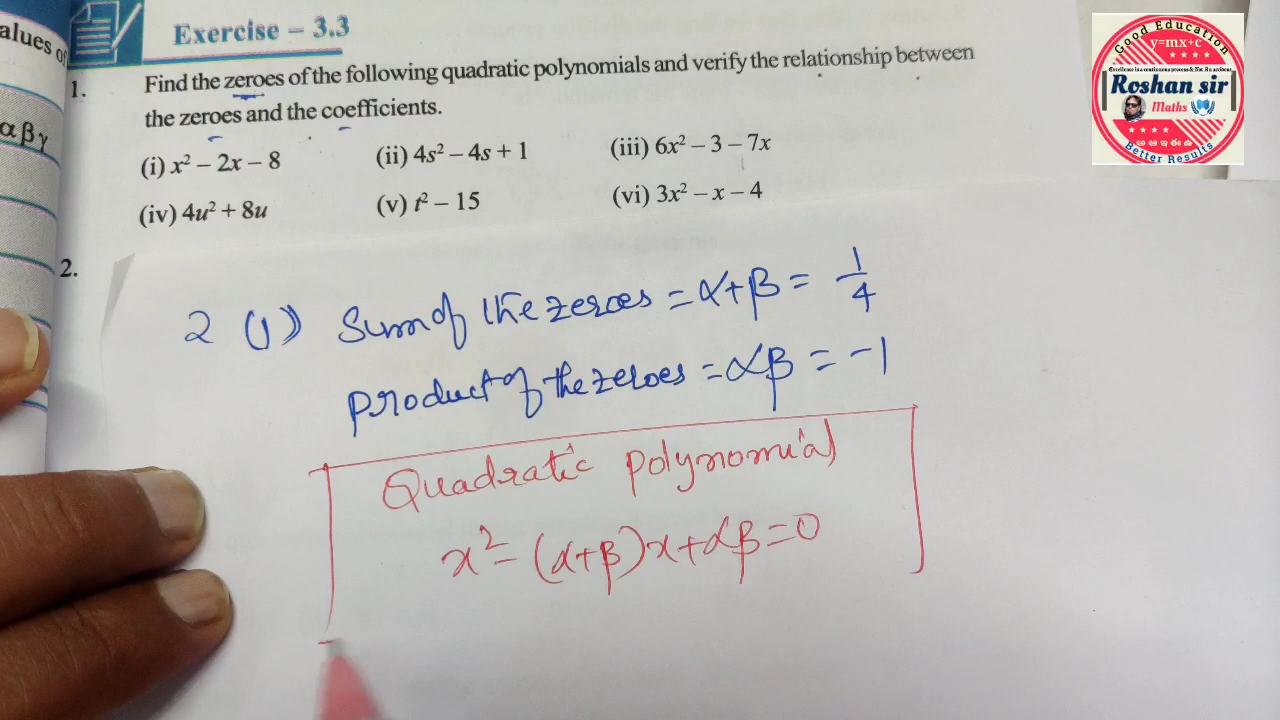 alues of
αβγ
Exercise – 3.3
1. Find the zeroes of the following quadratic polynomials and verify the relationship between
the zeroes and the coefficients.
(i) x² – 2x – 8 (ii) 4s² – 4s + 1 (iii) 6x² – 3 – 7x
(iv) 4u² + 8u (v) t² – 15 (vi) 3x² – x – 4
2.
2 (1) Sum of the zeroes = α+β = 1/4
Product of the zeroes = αβ = -1
Quadratic Polynomial
x² - (α+β)x + αβ = 0
Good Education
y=mx+c
Roshan sir
Maths
Better Results